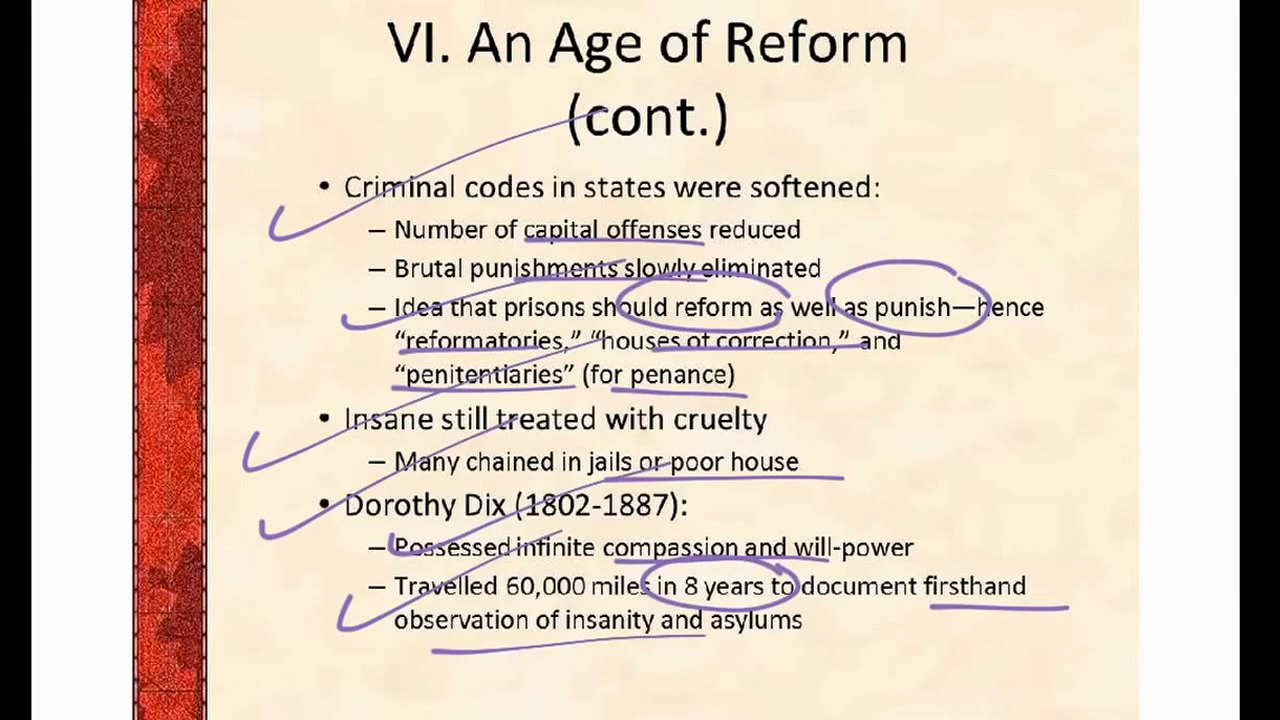 VI. An Age of Reform
(cont.)
• Criminal codes in states were softened:
– Number of capital offenses reduced
– Brutal punishments slowly eliminated
– Idea that prisons should reform as well as punish—hence
“reformatories,” “houses of correction,” and
“penitentiaries” (for penance)
• Insane still treated with cruelty
– Many chained in jails or poor house
• Dorothy Dix (1802-1887):
– Possessed infinite compassion and will-power
– Travelled 60,000 miles in 8 years to document firsthand
observation of insanity and asylums